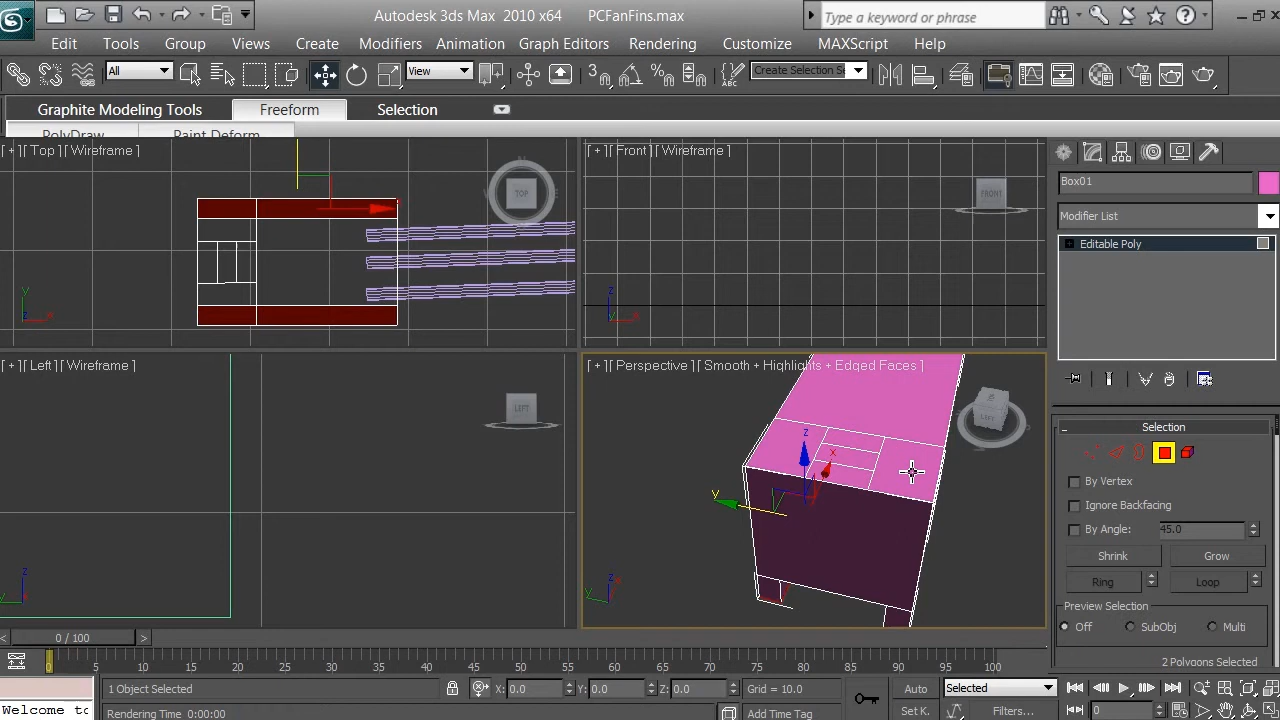 Autodesk 3ds Max 2010 x64 PCFanFins.max
Type a keyword or phrase
Edit Tools Group Views Create Modifiers Animation Graph Editors Rendering Customize MAXScript Help
All View Create Selection Se
Graphite Modeling Tools Freeform Selection
PolyDraw Paint Deform
[ + ] [ Top ] [ Wireframe ]
TOP
[ + ] [ Front ] [ Wireframe ]
FRONT
Box01
Modifier List
Editable Poly
[ + ] [ Left ] [ Wireframe ]
LEFT
[ + ] [ Perspective ] [ Smooth + Highlights + Edged Faces ]
LEFT
Selection
By Vertex
Ignore Backfacing
By Angle: 45.0
Shrink Grow
Ring Loop
Preview Selection
Off SubObj Multi
2 Polygons Selected
0 / 100
0 5 10 15 20 25 30 35 40 45 50 55 60 65 70 75 80 85 90 95 100
1 Object Selected X: 0.0 Y: 0.0 Z: 0.0 Grid = 10.0 Auto Selected
Welcome to Rendering Time 0:00:00 Add Time Tag Set K. Filters... 0